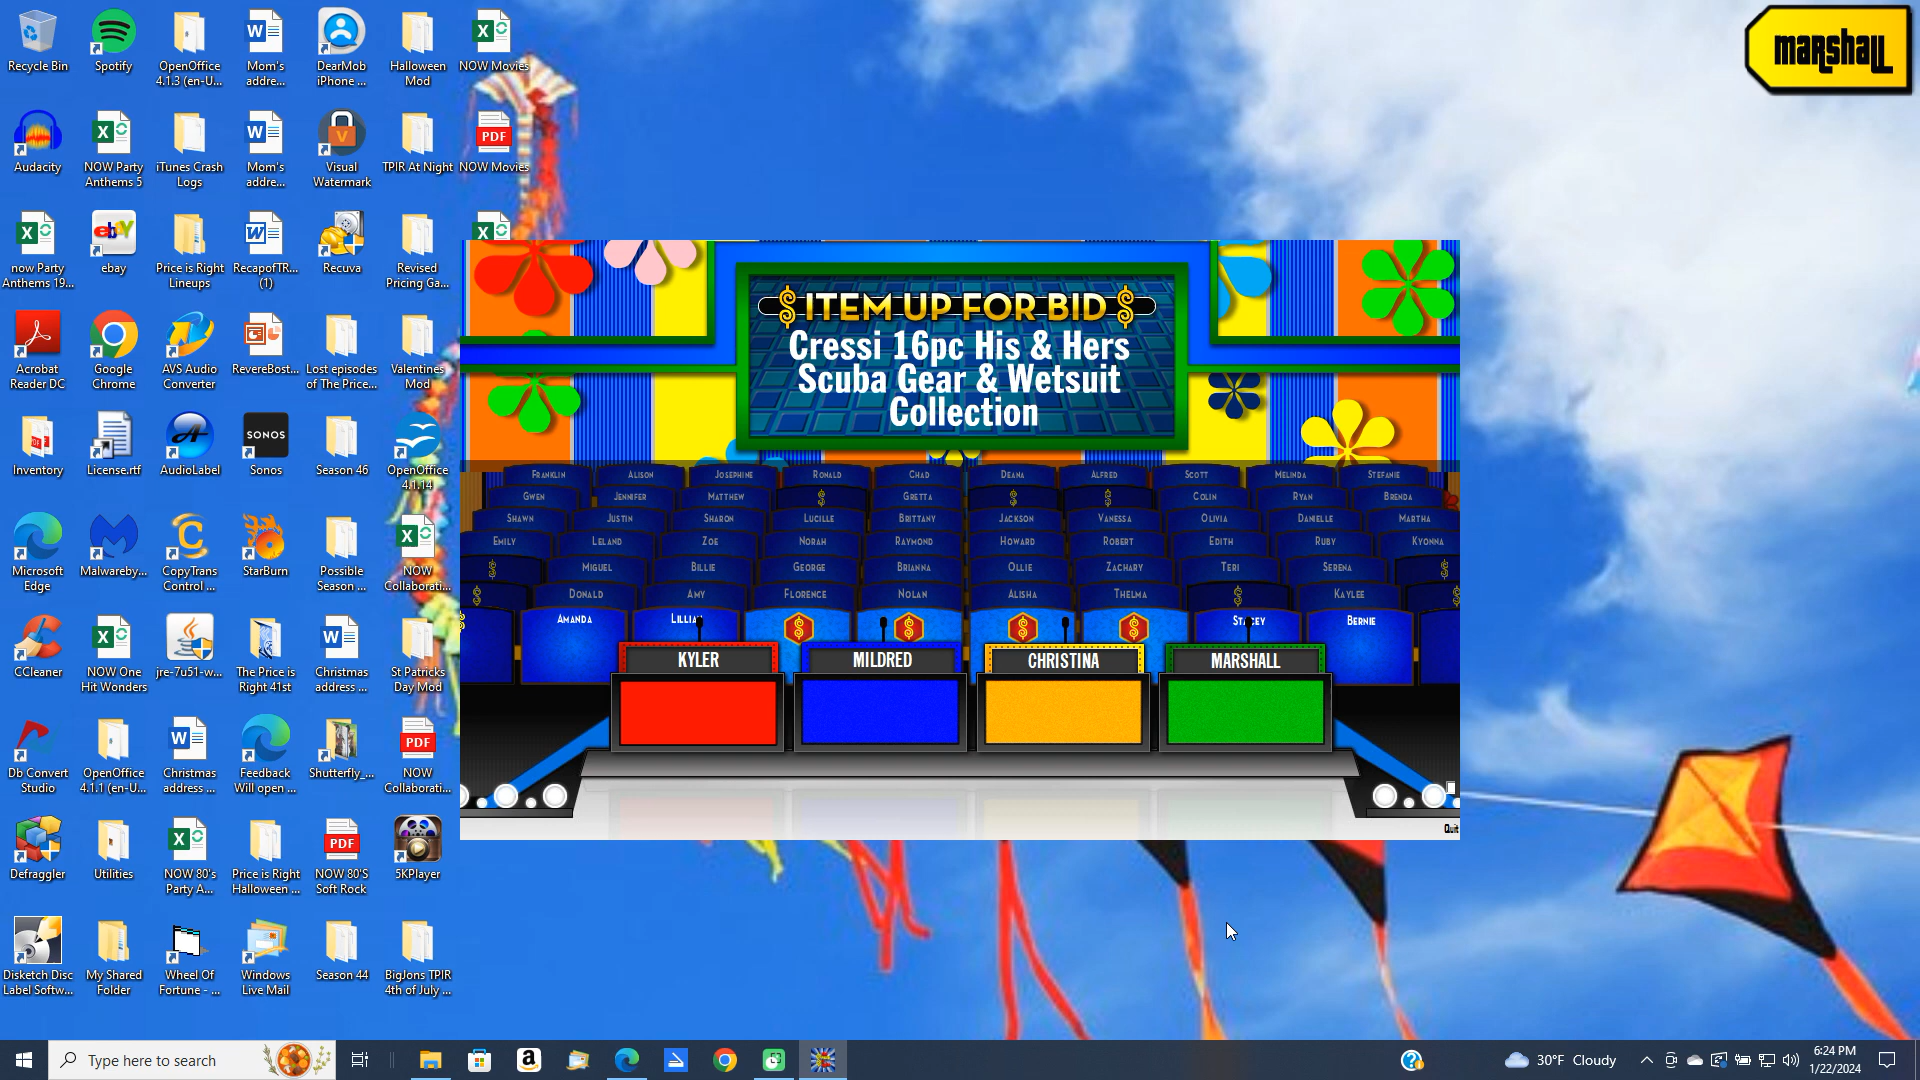 Recycle Bin
Spotify
OpenOffice
4.1.3 (en-U...
Mom's
addre...
DearMob
iPhone ...
Halloween
Mod
NOW Movies
marshall
Audacity
NOW Party
Anthems 5
iTunes Crash
Logs
Mom's
addre...
Visual
Watermark
TPIR At Night
PDF
NOW Movies
now Party
Anthems 19...
ebay
Price is Right
Lineups
RecapofTR...
(1)
Recuva
Revised
Pricing Ga...
Acrobat
Reader DC
Google
Chrome
AVS Audio
Converter
RevereBost...
Lost episodes
of The Price...
Valentines
Mod
Inventory
License.rtf
AudioLabel
SONOS
Sonos
Season 46
OpenOffice
4.1.14
Microsoft
Edge
Malwareby...
CopyTrans
Control ...
StarBurn
Possible
Season ...
NOW
Collaborati...
CCleaner
NOW One
Hit Wonders
jre-7u51-w...
The Price is
Right 41st
Christmas
address ...
St Patricks
Day Mod
Db Convert
Studio
OpenOffice
4.1.1 (en-U...
Christmas
address ...
Feedback
Will open ...
Shutterfly_...
PDF
NOW
Collaborati...
Defraggler
Utilities
NOW 80's
Party A...
Price is Right
Halloween ...
PDF
NOW 80'S
Soft Rock
5KPlayer
Disketch Disc
Label Softw...
My Shared
Folder
Wheel Of
Fortune - ...
Windows
Live Mail
Season 44
BigJons TPIR
4th of July ...
$ ITEM UP FOR BID $
Cressi 16pc His & Hers
Scuba Gear & Wetsuit
Collection
Franklin Alison Josephine Ronald Chad Deana Alfred Scott Melinda Stefanie
Gwen Jennifer Matthew $ Gretta $ $ Colin Ryan Brenda
Shawn Justin Sharon Lucille Brittany Jackson Vanessa Olivia Danielle Martha
Emily Leland Zoe Norah Raymond Howard Robert Edith Ruby Kyonna
$ Miguel Billie George Brianna Ollie Zachary Teri Serena $
$ Donald Amy Florence Nolan Alisha Thelma $ Kaylee $
$ Amanda Lillian $ $ $ $ Stacey Bernie
KYLER MILDRED CHRISTINA MARSHALL
Quit
Type here to search
30°F Cloudy
6:24 PM
1/22/2024